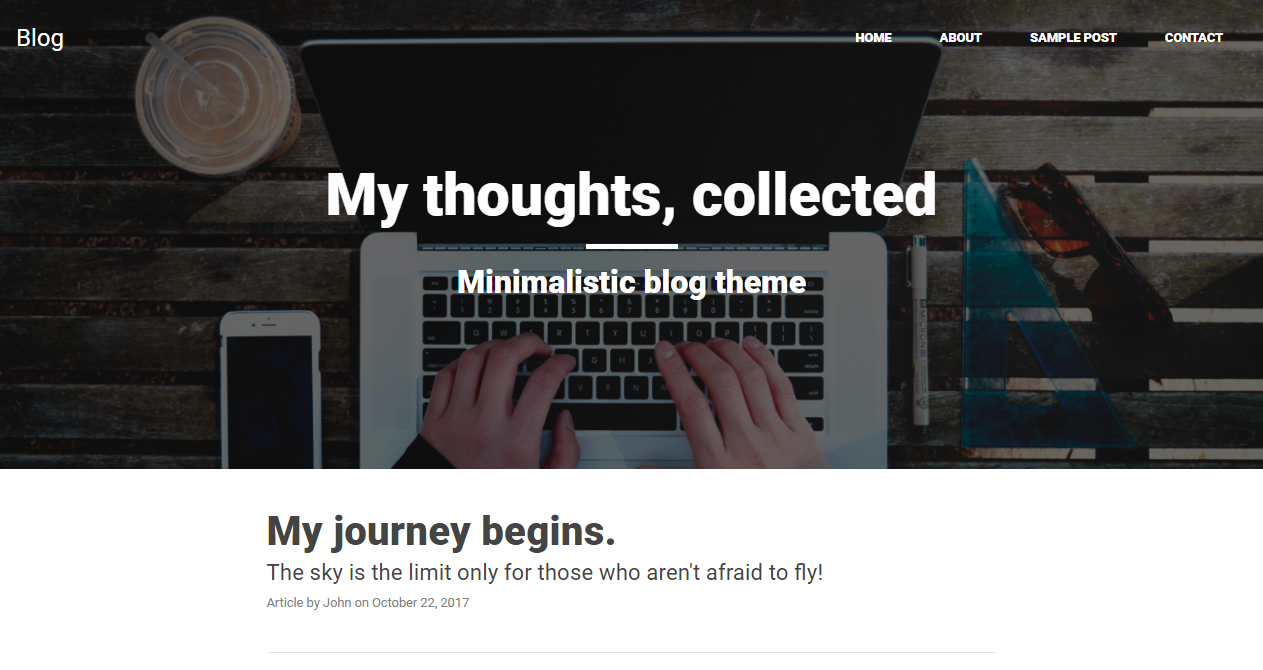 Blog
HOME ABOUT SAMPLE POST CONTACT
My thoughts, collected
Minimalistic blog theme
My journey begins.
The sky is the limit only for those who aren't afraid to fly!
Article by John on October 22, 2017